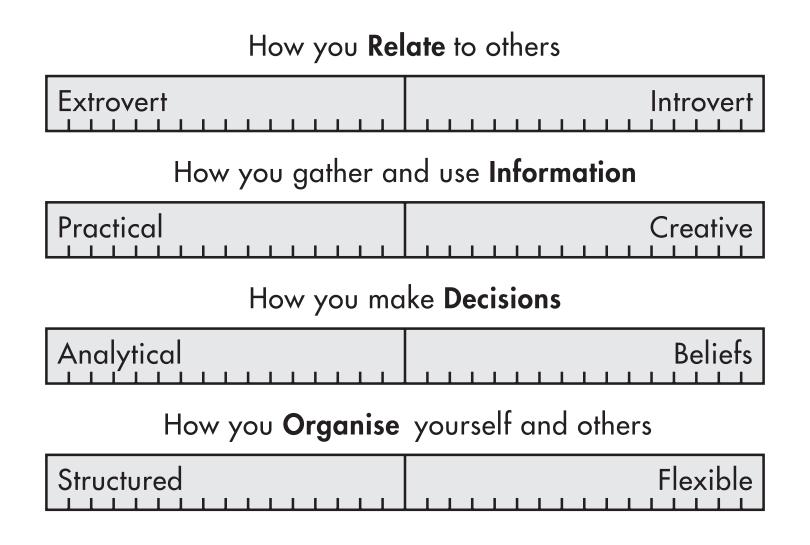 How you Relate to others
Extrovert Introvert
How you gather and use Information
Practical Creative
How you make Decisions
Analytical Beliefs
How you Organise yourself and others
Structured Flexible